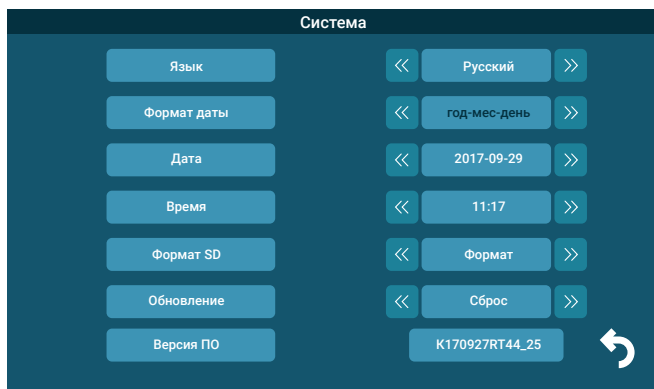 Система
Язык Русский
Формат даты год-мес-день
Дата 2017-09-29
Время 11:17
Формат SD Формат
Обновление Сброс
Версия ПО K170927RT44_25